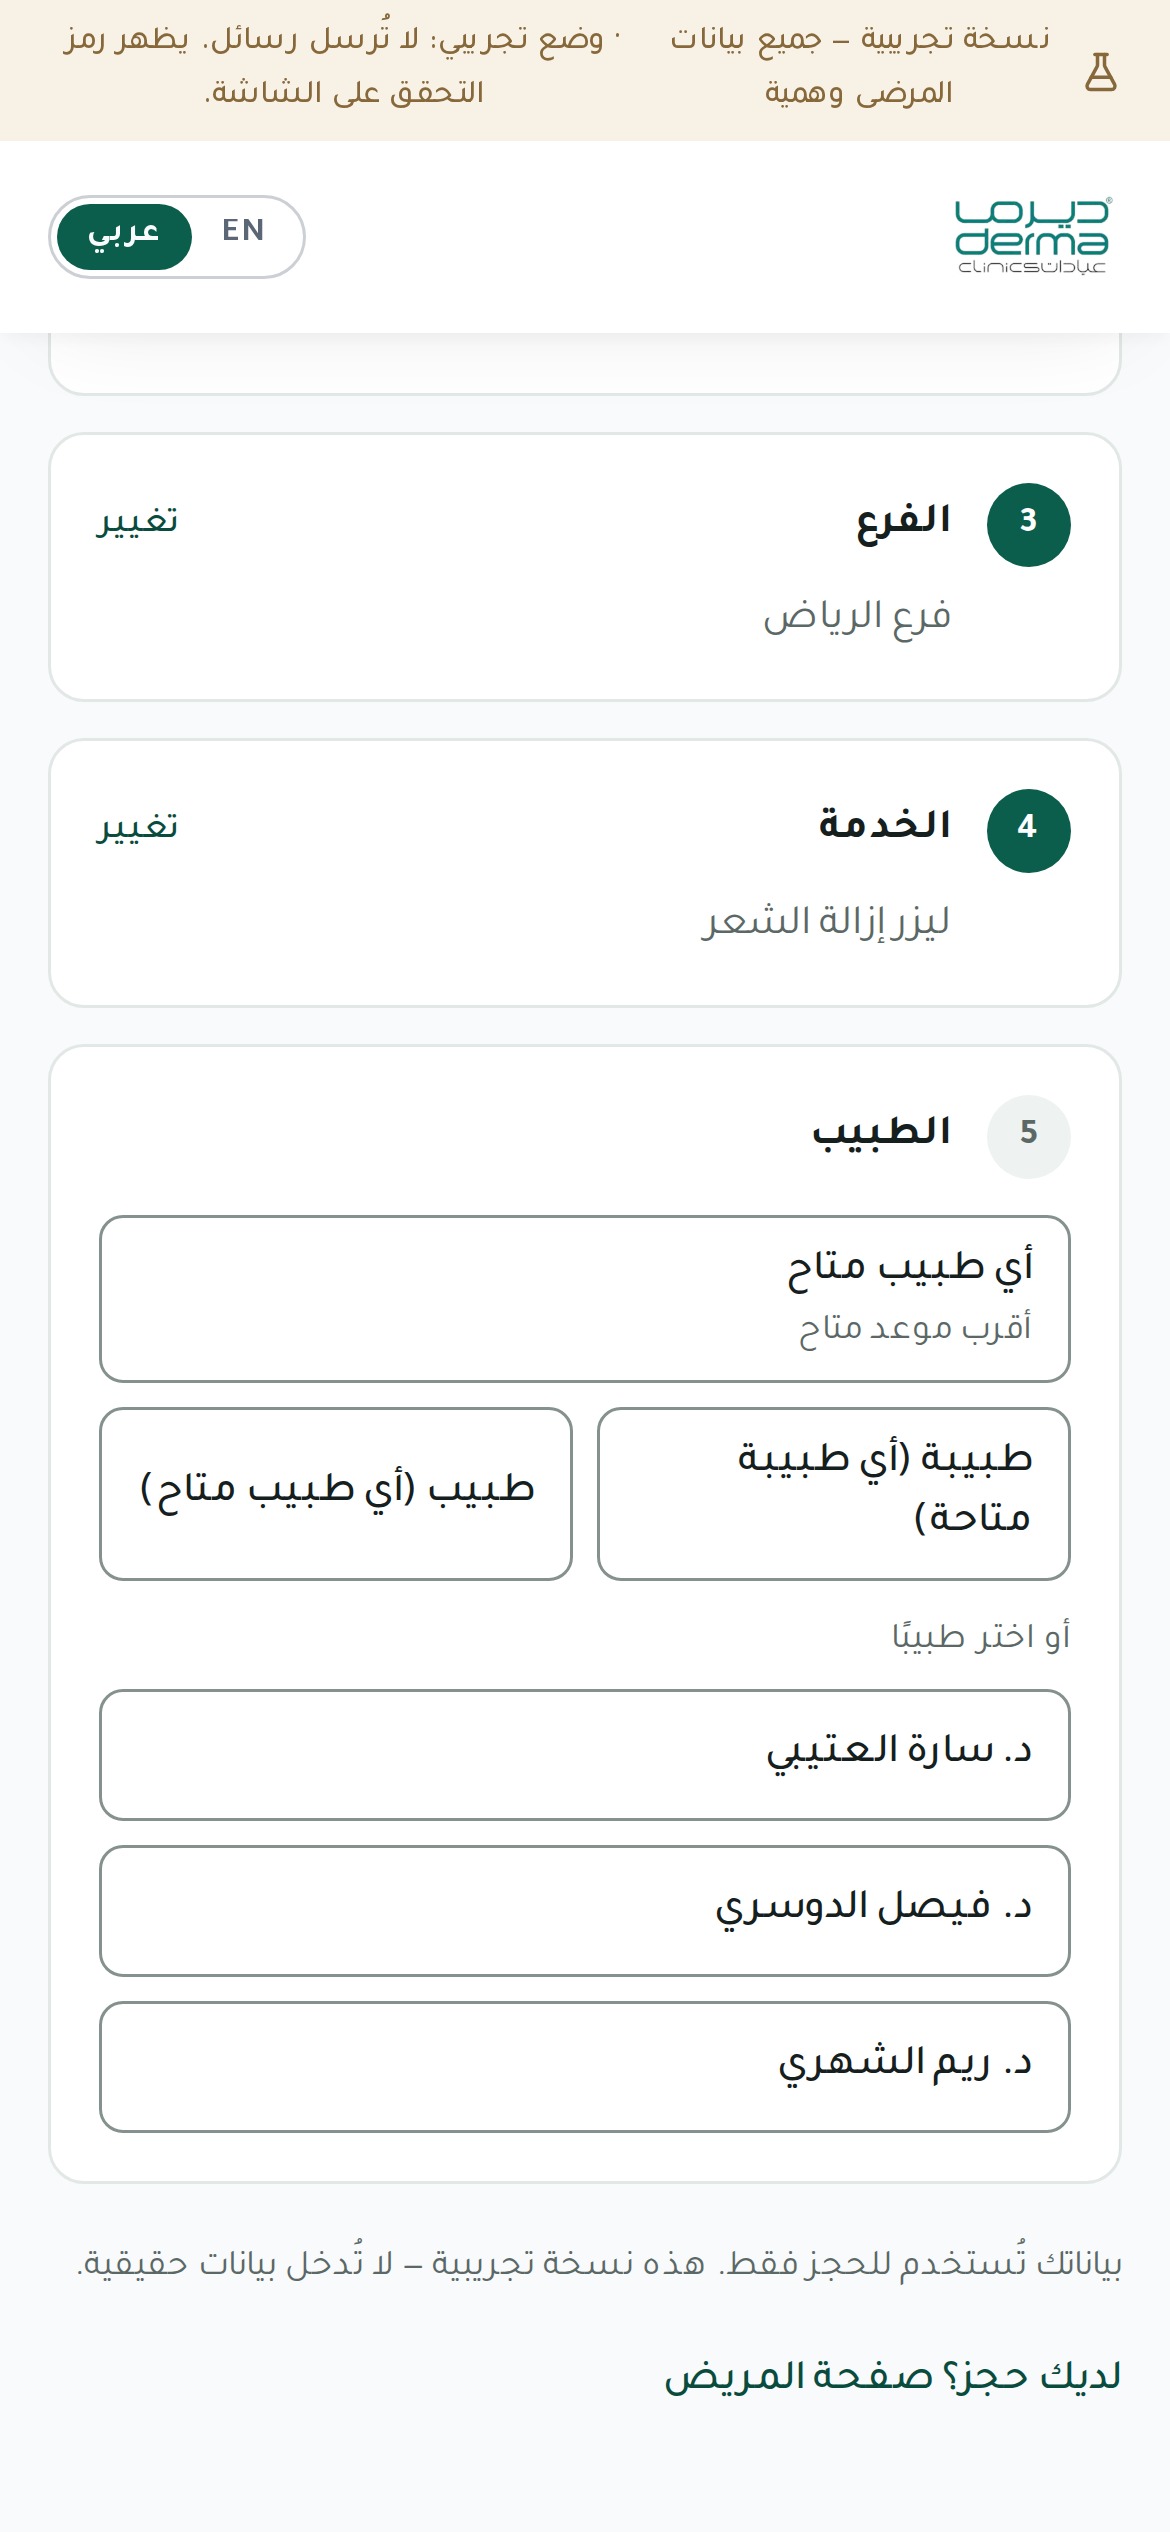 نسخة تجريبية – جميع بيانات
المرضى وهمية
· وضع تجريبي: لا تُرسل رسائل. يظهر رمز
التحقق على الشاشة.
ديرما
derma
clinics عيادات
EN
عربي
3
الفرع
تغيير
فرع الرياض
4
الخدمة
تغيير
ليزر إزالة الشعر
5
الطبيب
أي طبيب متاح
أقرب موعد متاح
طبيبة (أي طبيبة
متاحة)
طبيب (أي طبيب متاح)
أو اختر طبيبًا
د. سارة العتيبي
د. فيصل الدوسري
د. ريم الشهري
بياناتك تُستخدم للحجز فقط. هذه نسخة تجريبية – لا تُدخل بيانات حقيقية.
لديك حجز؟ صفحة المريض